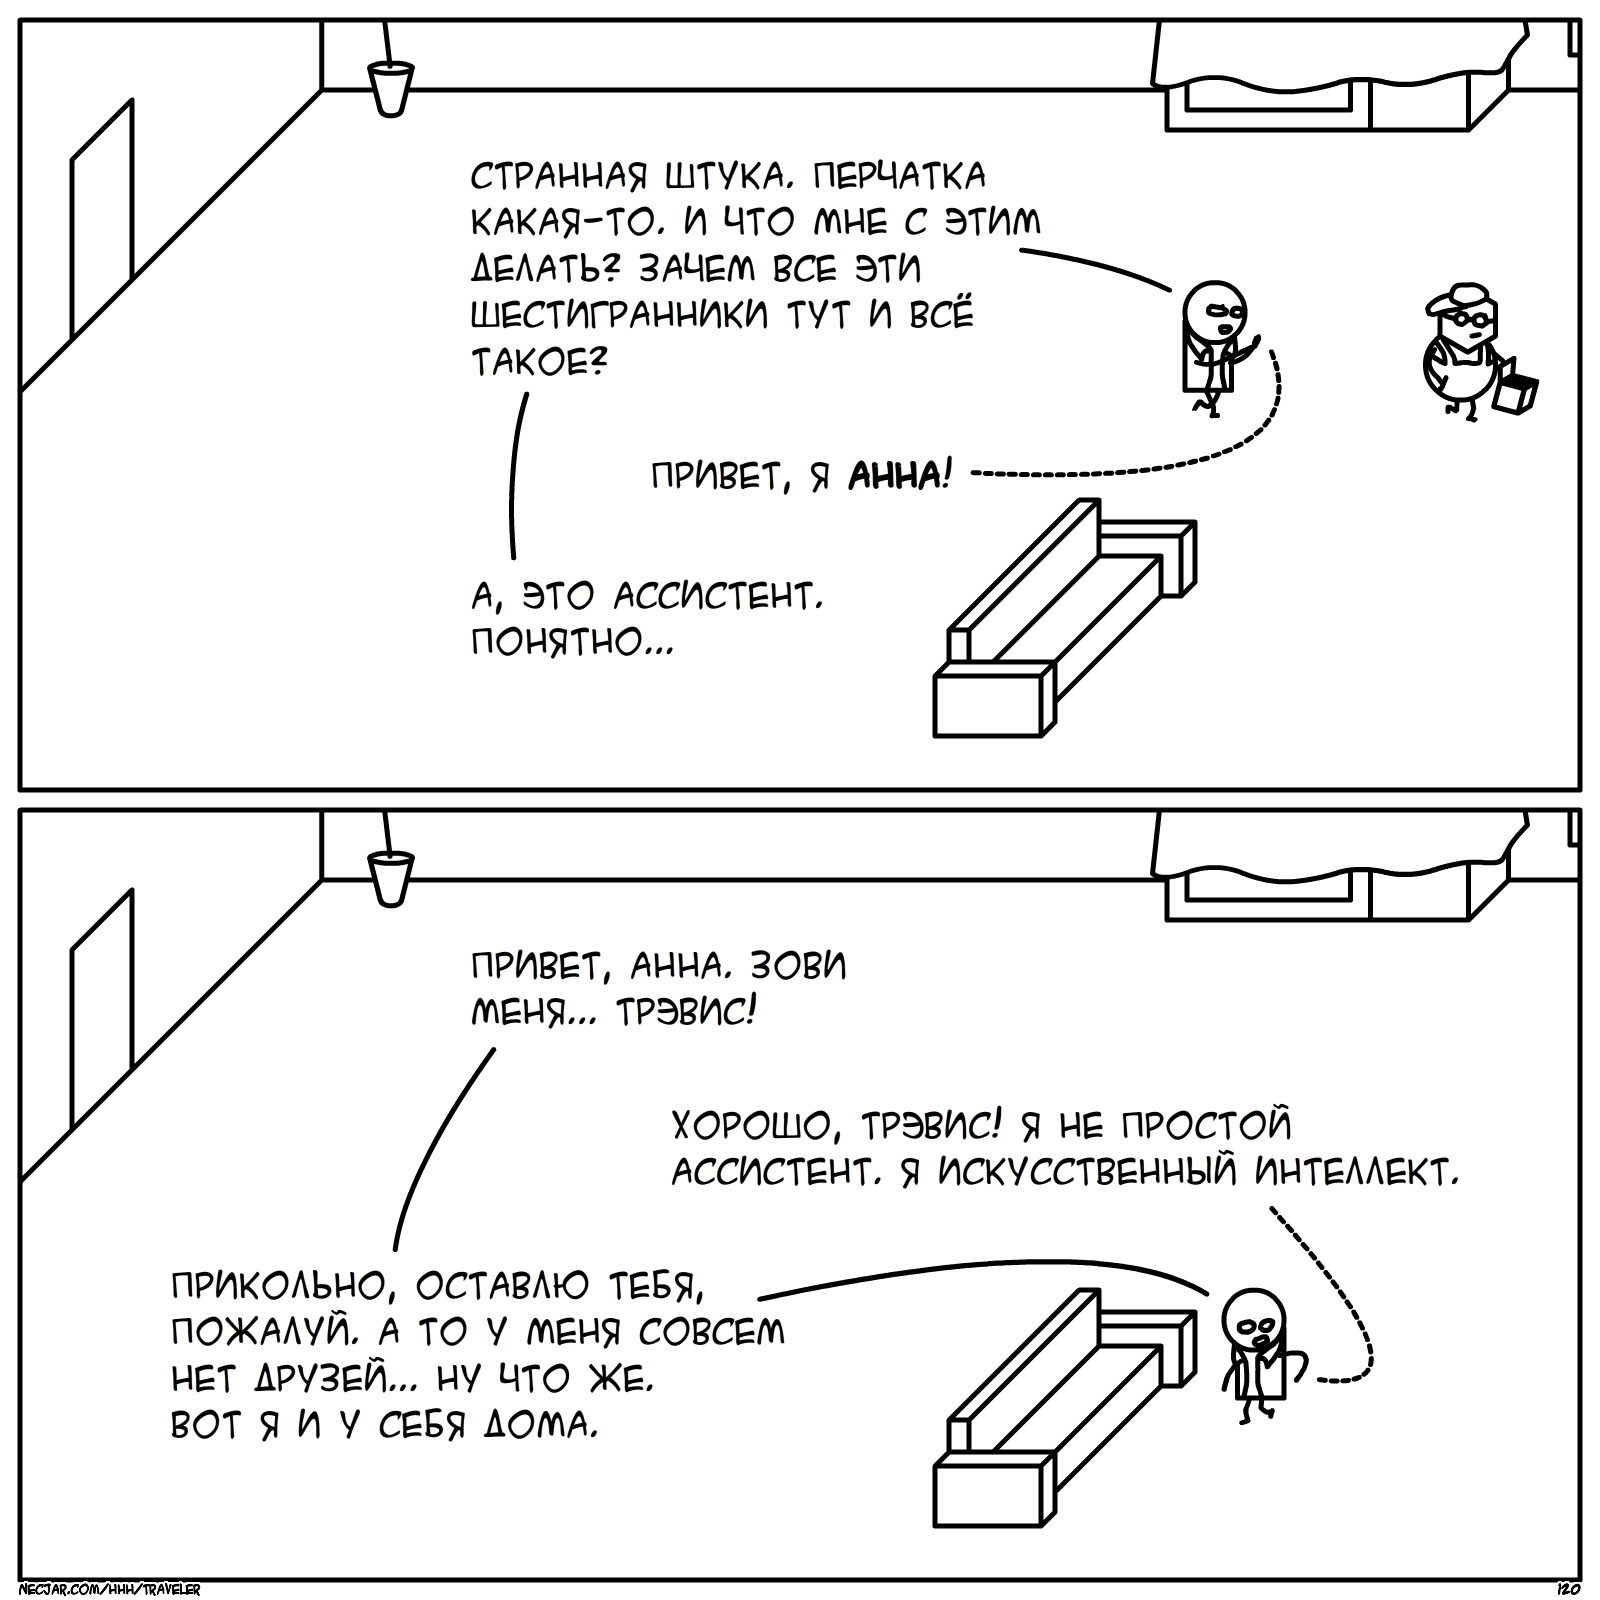 СТРАННАЯ ШТУКА. ПЕРЧАТКА
КАКАЯ-ТО. И ЧТО МНЕ С ЭТИМ
ДЕЛАТЬ? ЗАЧЕМ ВСЕ ЭТИ
ШЕСТИГРАННИКИ ТУТ И ВСЁ
ТАКОЕ?
ПРИВЕТ, Я АННА!
А, ЭТО АССИСТЕНТ.
ПОНЯТНО...
ПРИВЕТ, АННА. ЗОВИ
МЕНЯ... ТРЭВИС!
ХОРОШО, ТРЭВИС! Я НЕ ПРОСТОЙ
АССИСТЕНТ. Я ИСКУССТВЕННЫЙ ИНТЕЛЛЕКТ.
ПРИКОЛЬНО, ОСТАВЛЮ ТЕБЯ,
ПОЖАЛУЙ. А ТО У МЕНЯ СОВСЕМ
НЕТ ДРУЗЕЙ... НУ ЧТО ЖЕ.
ВОТ Я И У СЕБЯ ДОМА.
NECJAR.COM/HHH/TRAVELER
120